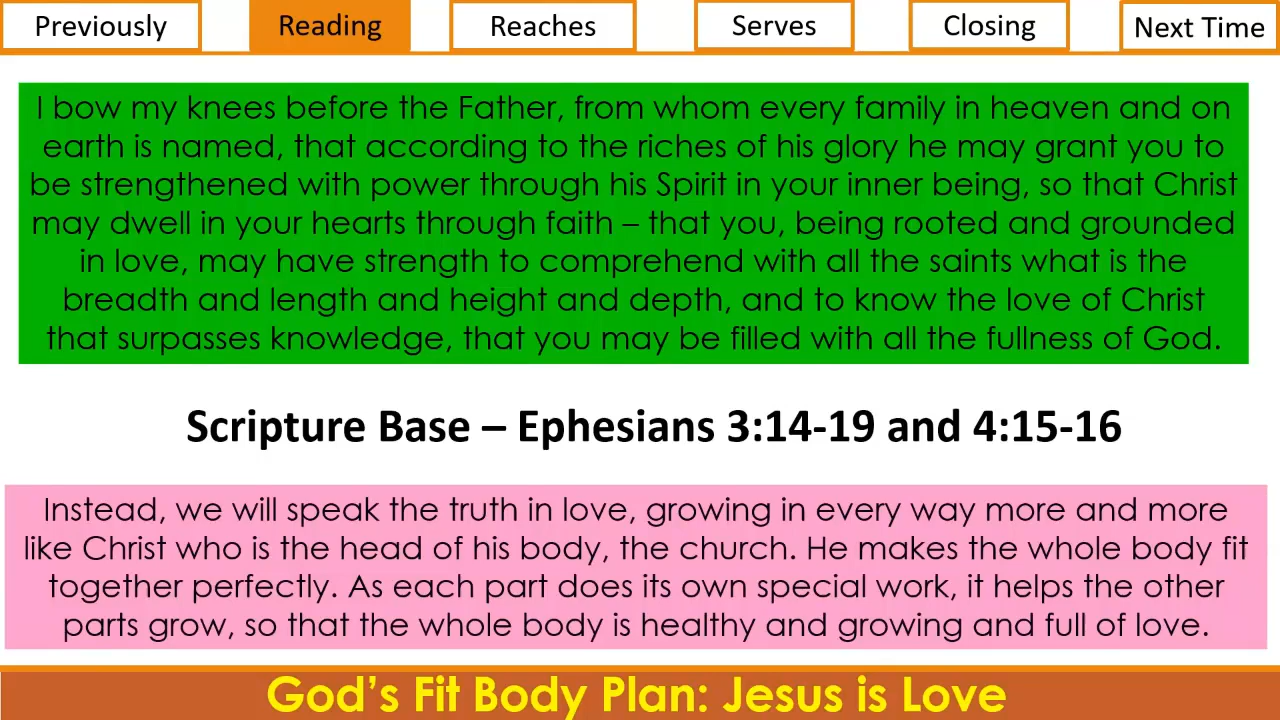 Previously
Reading
Reaches
Serves
Closing
Next Time
I bow my knees before the Father, from whom every family in heaven and on
earth is named, that according to the riches of his glory he may grant you to
be strengthened with power through his Spirit in your inner being, so that Christ
may dwell in your hearts through faith – that you, being rooted and grounded
in love, may have strength to comprehend with all the saints what is the
breadth and length and height and depth, and to know the love of Christ
that surpasses knowledge, that you may be filled with all the fullness of God.
Scripture Base – Ephesians 3:14-19 and 4:15-16
Instead, we will speak the truth in love, growing in every way more and more
like Christ who is the head of his body, the church. He makes the whole body fit
together perfectly. As each part does its own special work, it helps the other
parts grow, so that the whole body is healthy and growing and full of love.
God’s Fit Body Plan: Jesus is Love